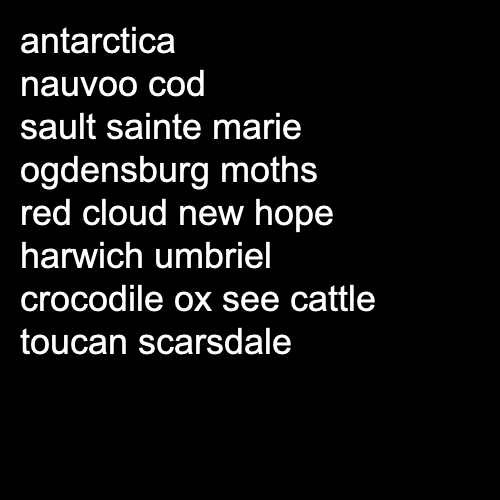 antarctica
nauvoo cod
sault sainte marie
ogdensburg moths
red cloud new hope
harwich umbriel
crocodile ox see cattle
toucan scarsdale